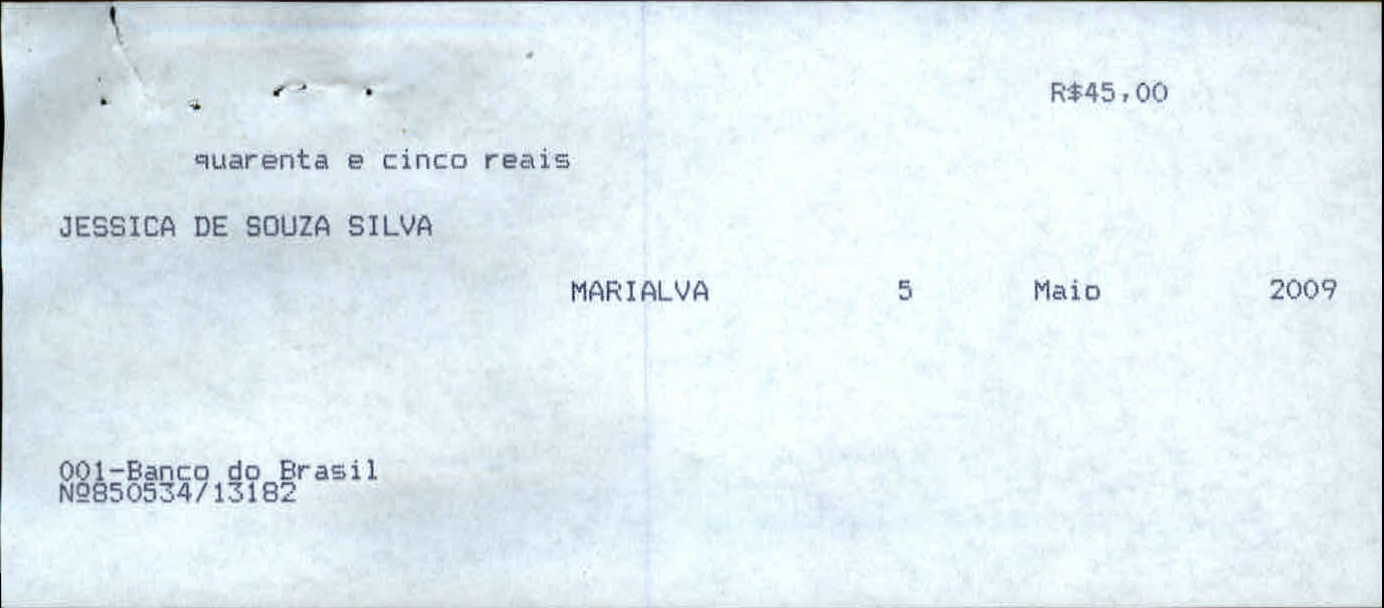 R$45,00
quarenta e cinco reais
JESSICA DE SOUZA SILVA
MARIALVA 5 Maio 2009
001-Banco do Brasil
Nº850534/13182